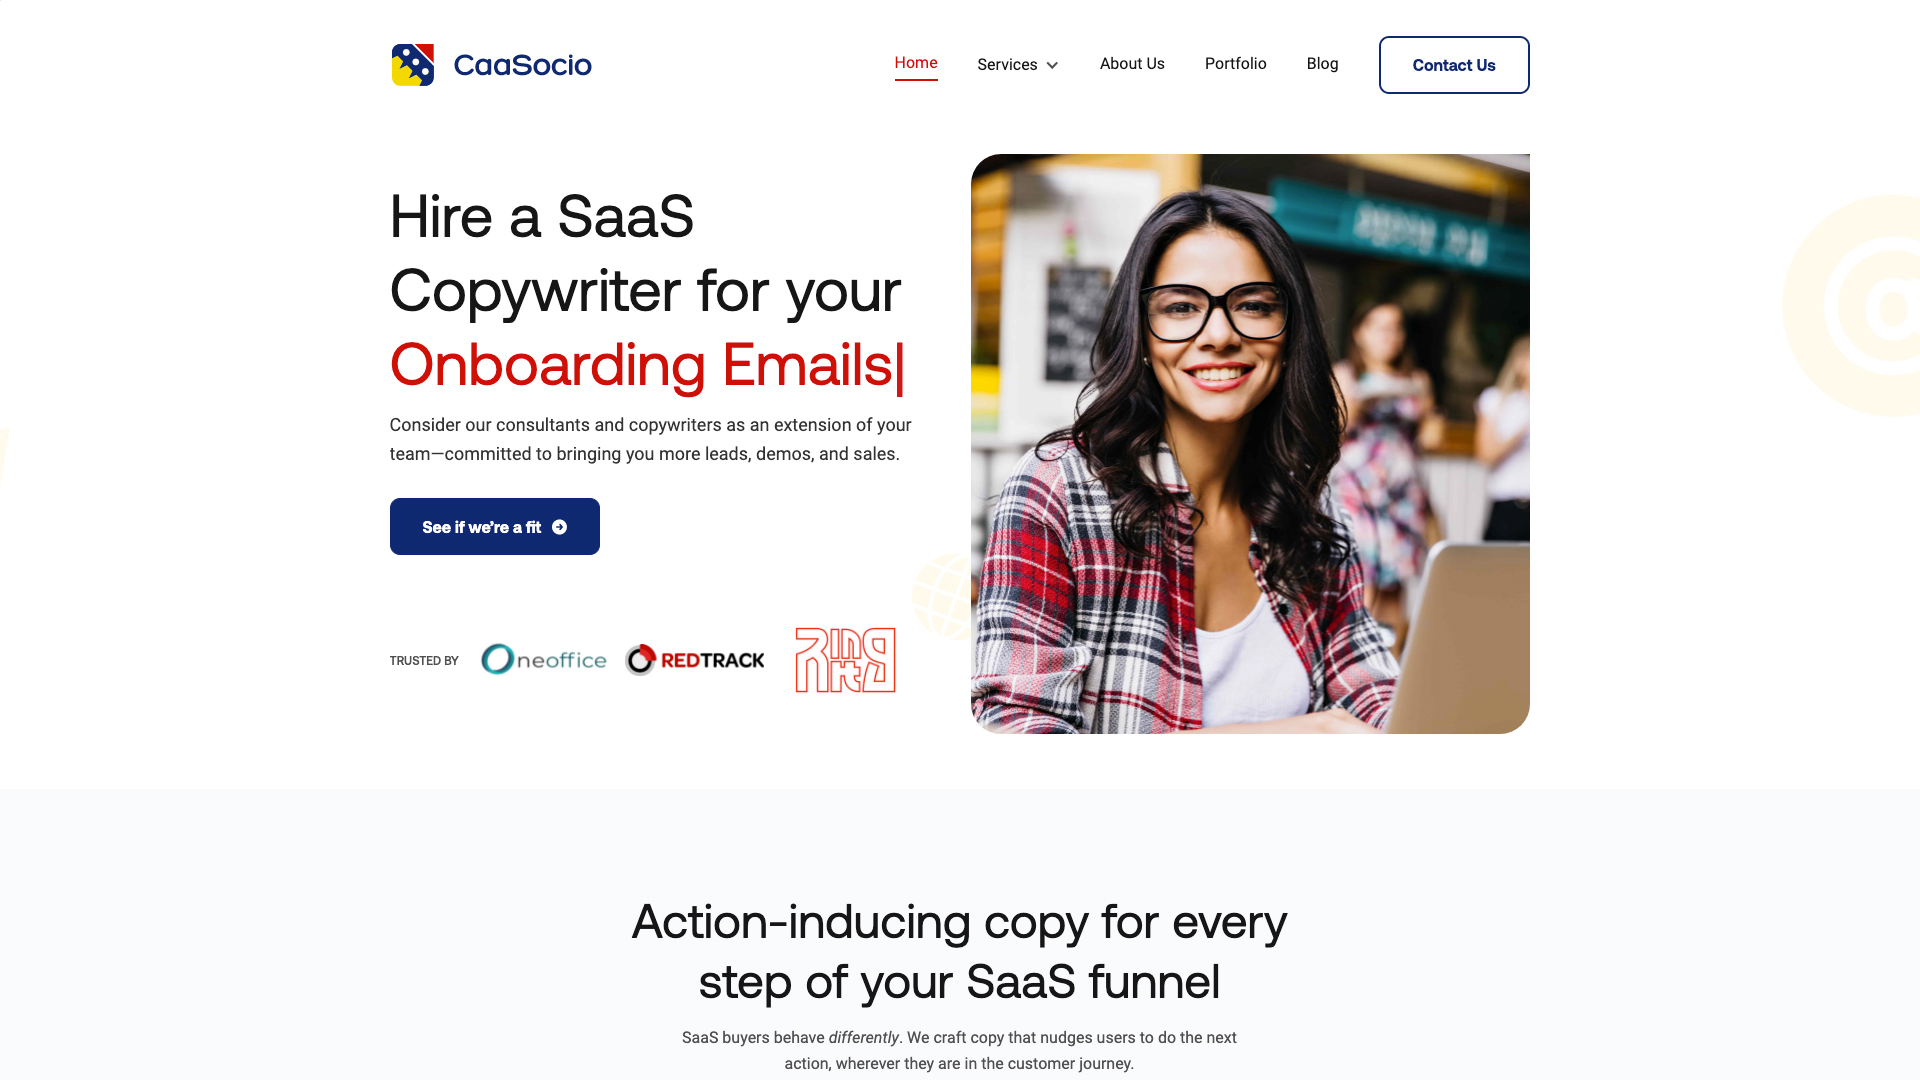 CaaSocio
Home
Services
About Us
Portfolio
Blog
Contact Us
Hire a SaaS
Copywriter for your
Onboarding Emails|
Consider our consultants and copywriters as an extension of your
team—committed to bringing you more leads, demos, and sales.
See if we're a fit
TRUSTED BY
Oneoffice
REDTRACK
Action-inducing copy for every
step of your SaaS funnel
SaaS buyers behave differently. We craft copy that nudges users to do the next
action, wherever they are in the customer journey.